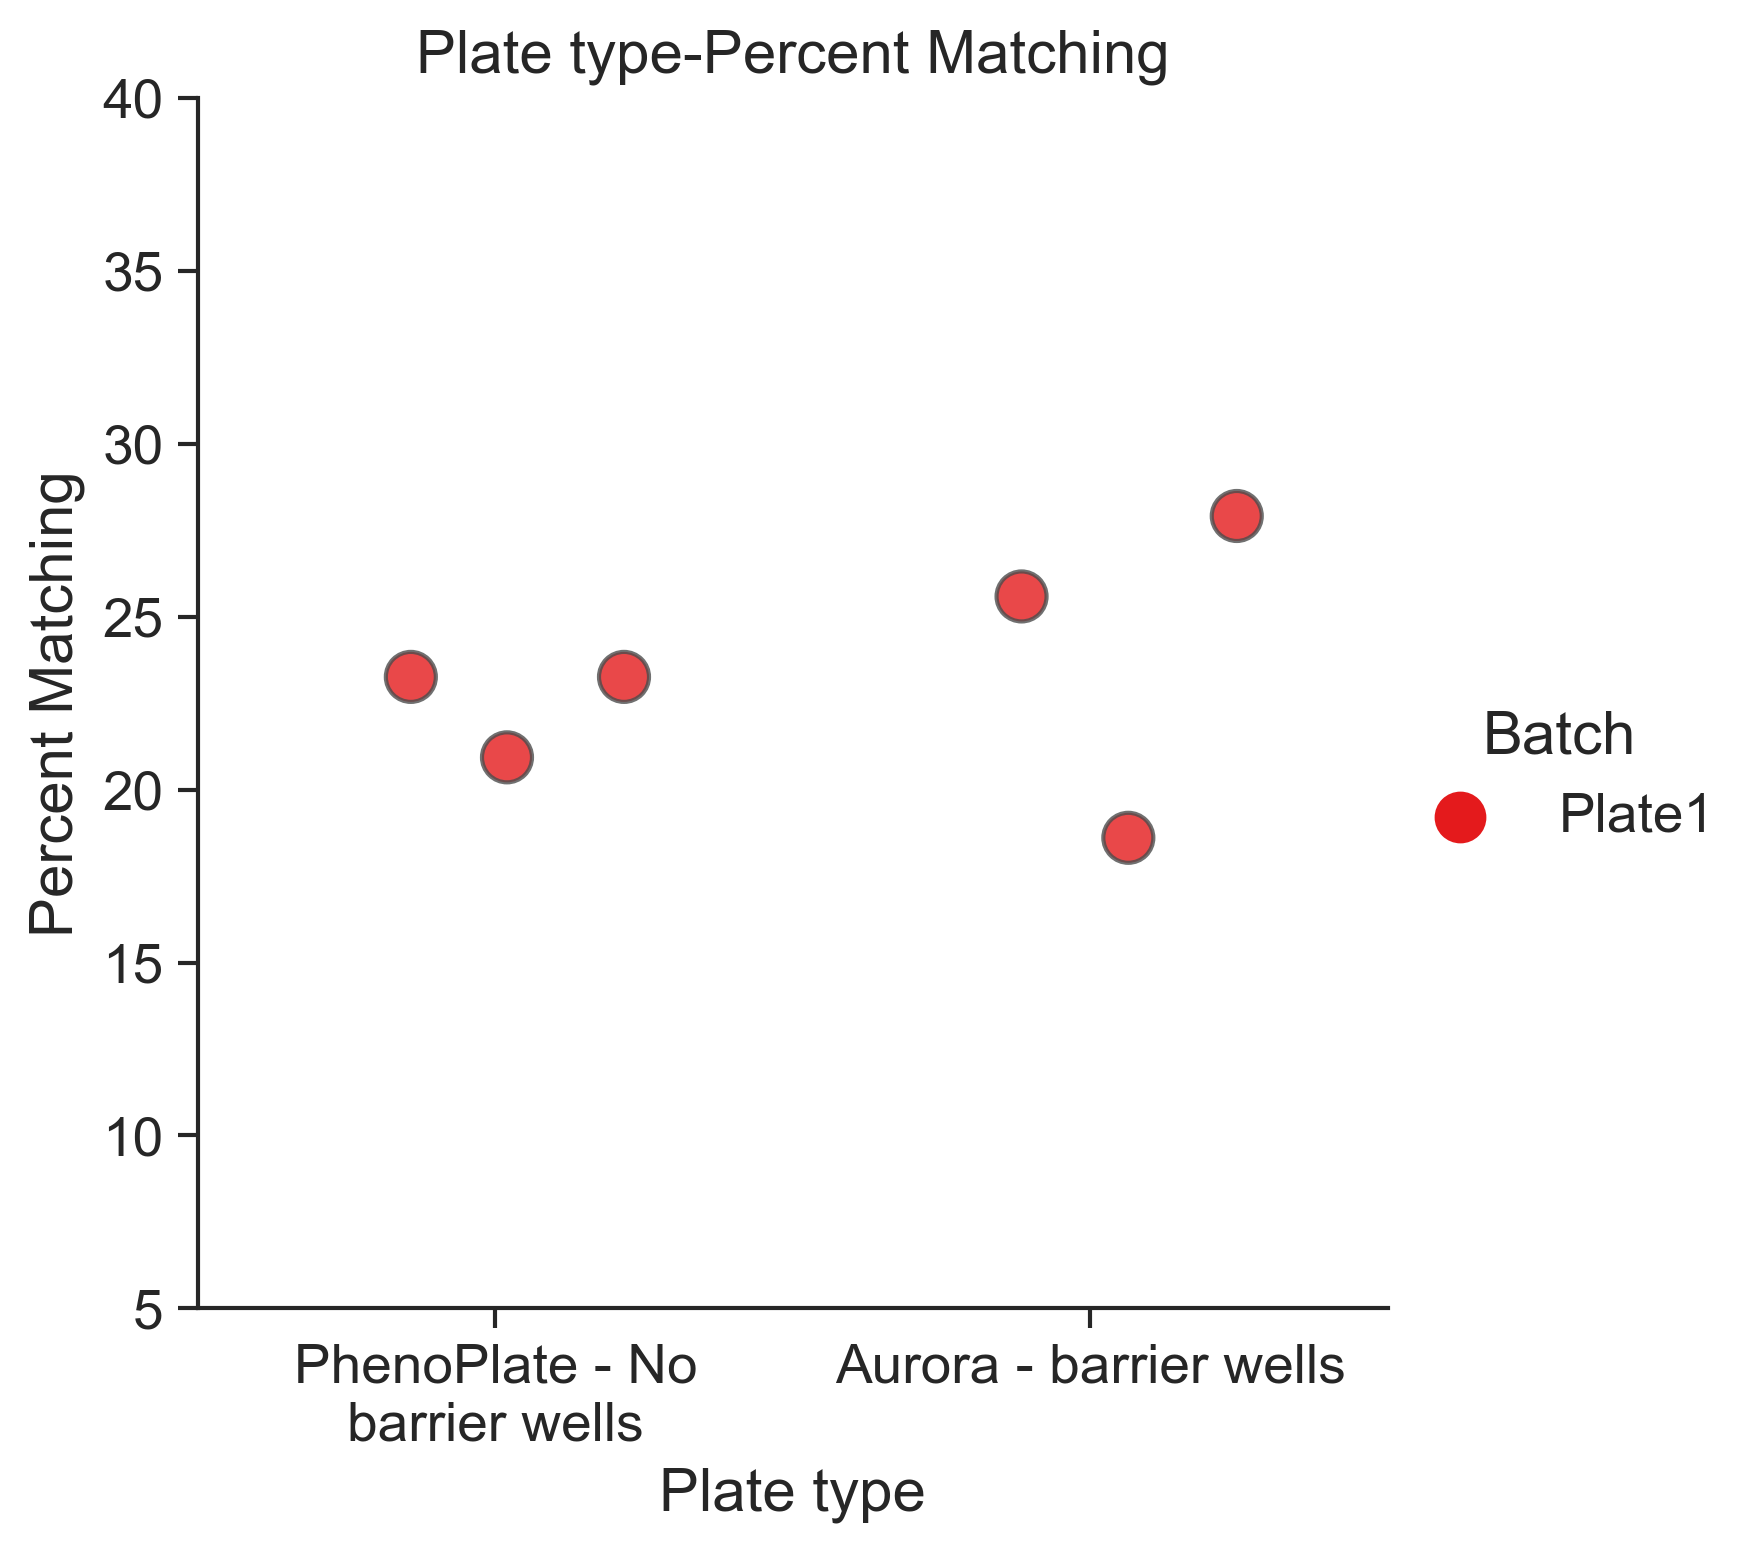 Plate type-Percent Matching
40
35
30
25
20
15
10
5
Percent Matching
PhenoPlate - No
barrier wells
Aurora - barrier wells
Plate type
Batch
Plate1